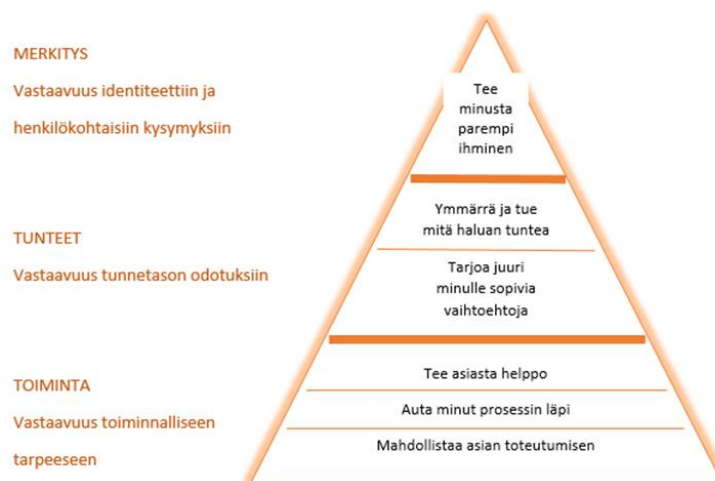 MERKITYS
Vastaavuus identiteettiin ja
henkilökohtaisiin kysymyksiin
Tee
minusta
parempi
ihminen
TUNTEET
Vastaavuus tunnetason odotuksiin
Ymmärrä ja tue
mitä haluan tuntea
Tarjoa juuri
minulle sopivia
vaihtoehtoja
TOIMINTA
Vastaavuus toiminnalliseen
tarpeeseen
Tee asiasta helppo
Auta minut prosessin läpi
Mahdollistaa asian toteutumisen